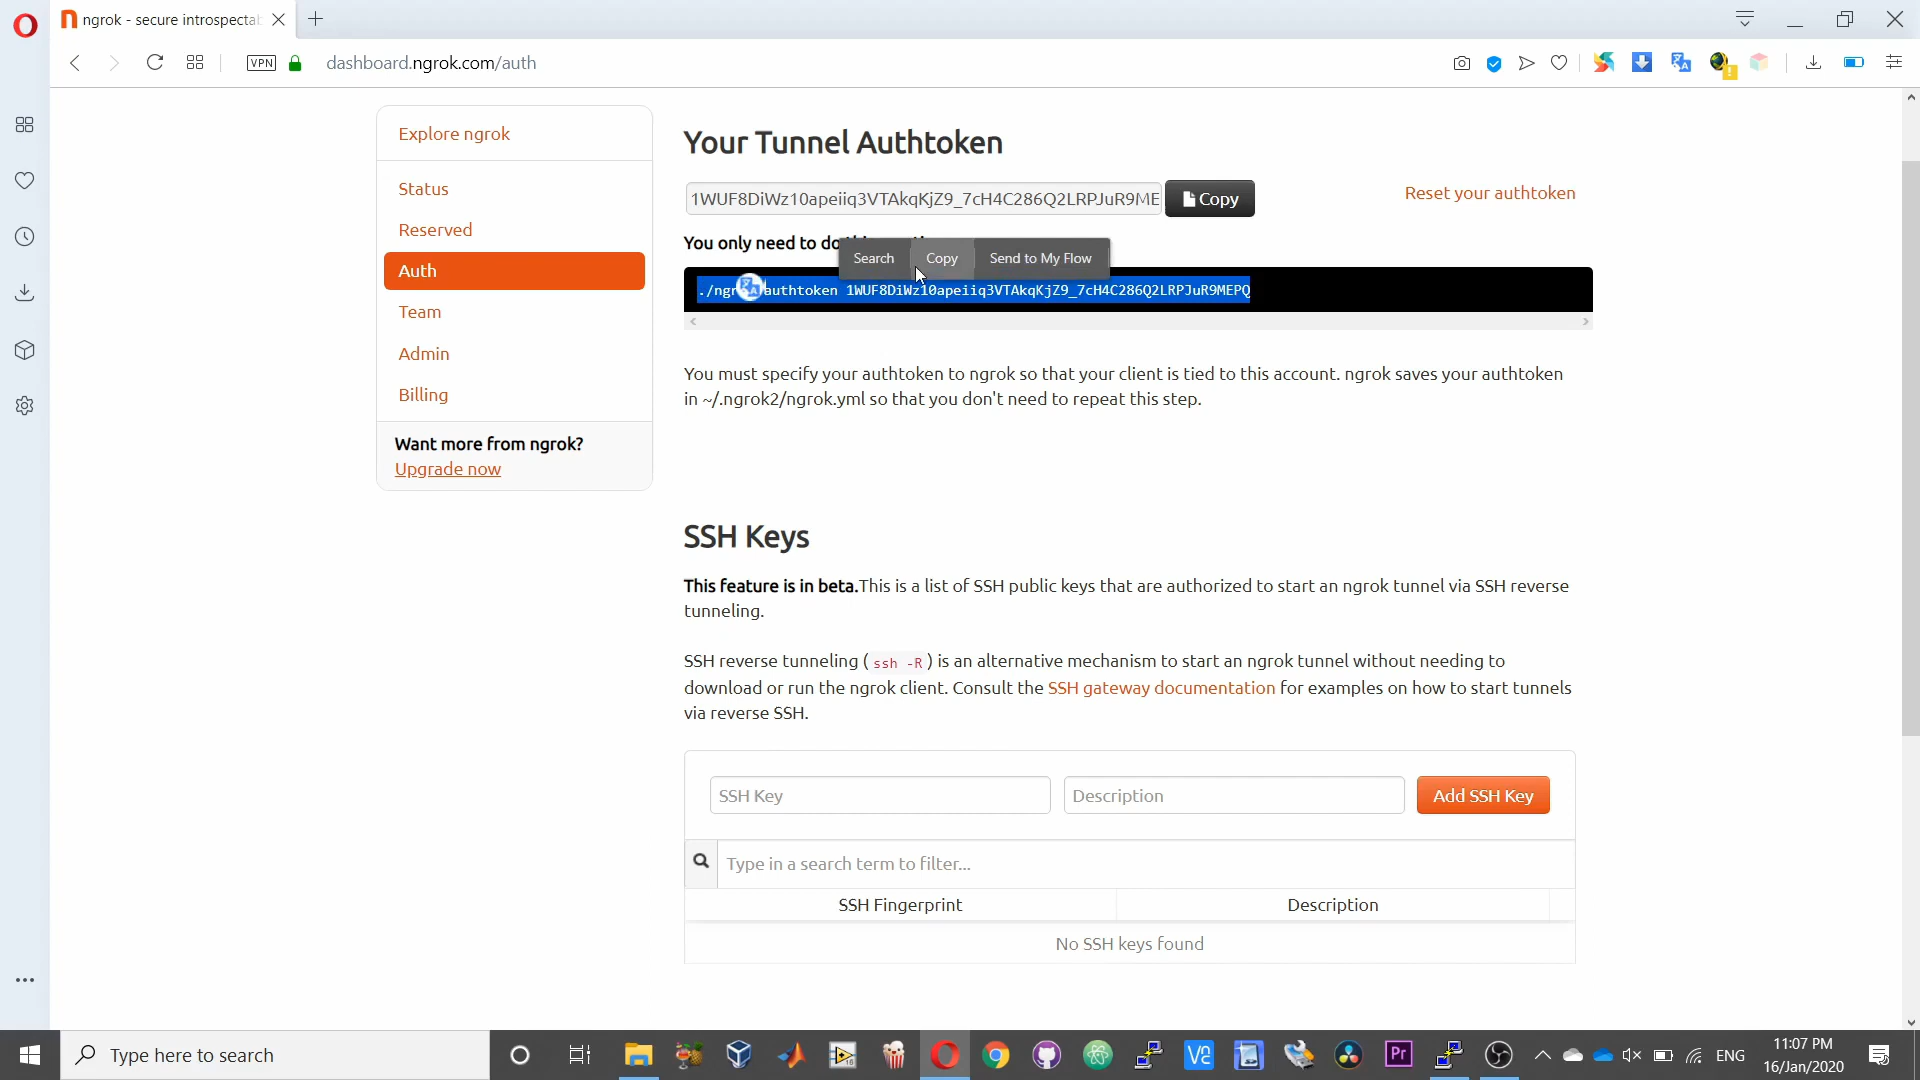 ngrok - secure introspectab
VPN
dashboard.ngrok.com/auth
Explore ngrok
Status
Reserved
Auth
Team
Admin
Billing
Want more from ngrok?
Upgrade now
Your Tunnel Authtoken
1WUF8DiWz10apeiiq3VTAkqKjZ9_7cH4C286Q2LRPJuR9ME
Copy
Reset your authtoken
You only need to do
Search
Copy
Send to My Flow
./ngr authtoken 1WUF8DiWz10apeiiq3VTAkqKjZ9_7cH4C286Q2LRPJuR9MEPQ
You must specify your authtoken to ngrok so that your client is tied to this account. ngrok saves your authtoken
in ~/.ngrok2/ngrok.yml so that you don't need to repeat this step.
SSH Keys
This feature is in beta.This is a list of SSH public keys that are authorized to start an ngrok tunnel via SSH reverse
tunneling.
SSH reverse tunneling ( ssh -R ) is an alternative mechanism to start an ngrok tunnel without needing to
download or run the ngrok client. Consult the SSH gateway documentation for examples on how to start tunnels
via reverse SSH.
SSH Key
Description
Add SSH Key
Type in a search term to filter...
SSH Fingerprint
Description
No SSH keys found
Type here to search
Pr
ENG
11:07 PM
16/Jan/2020